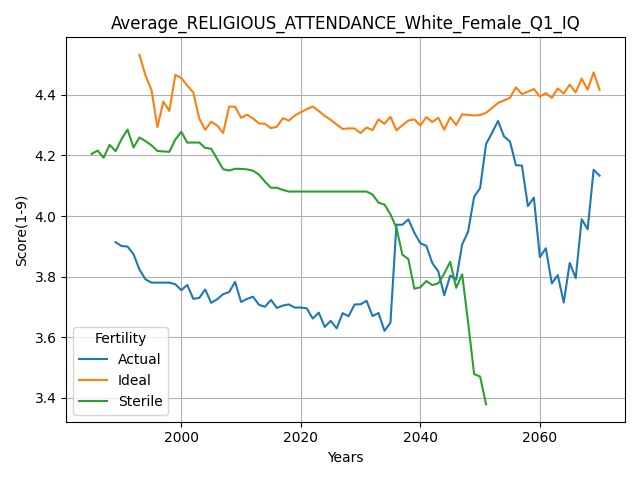 Average_RELIGIOUS_ATTENDANCE_White_Female_Q1_IQ
Score(1-9)
4.4
4.2
4.0
3.8
3.6
3.4
Fertility
Actual
Ideal
Sterile
2000 2020 2040 2060
Years